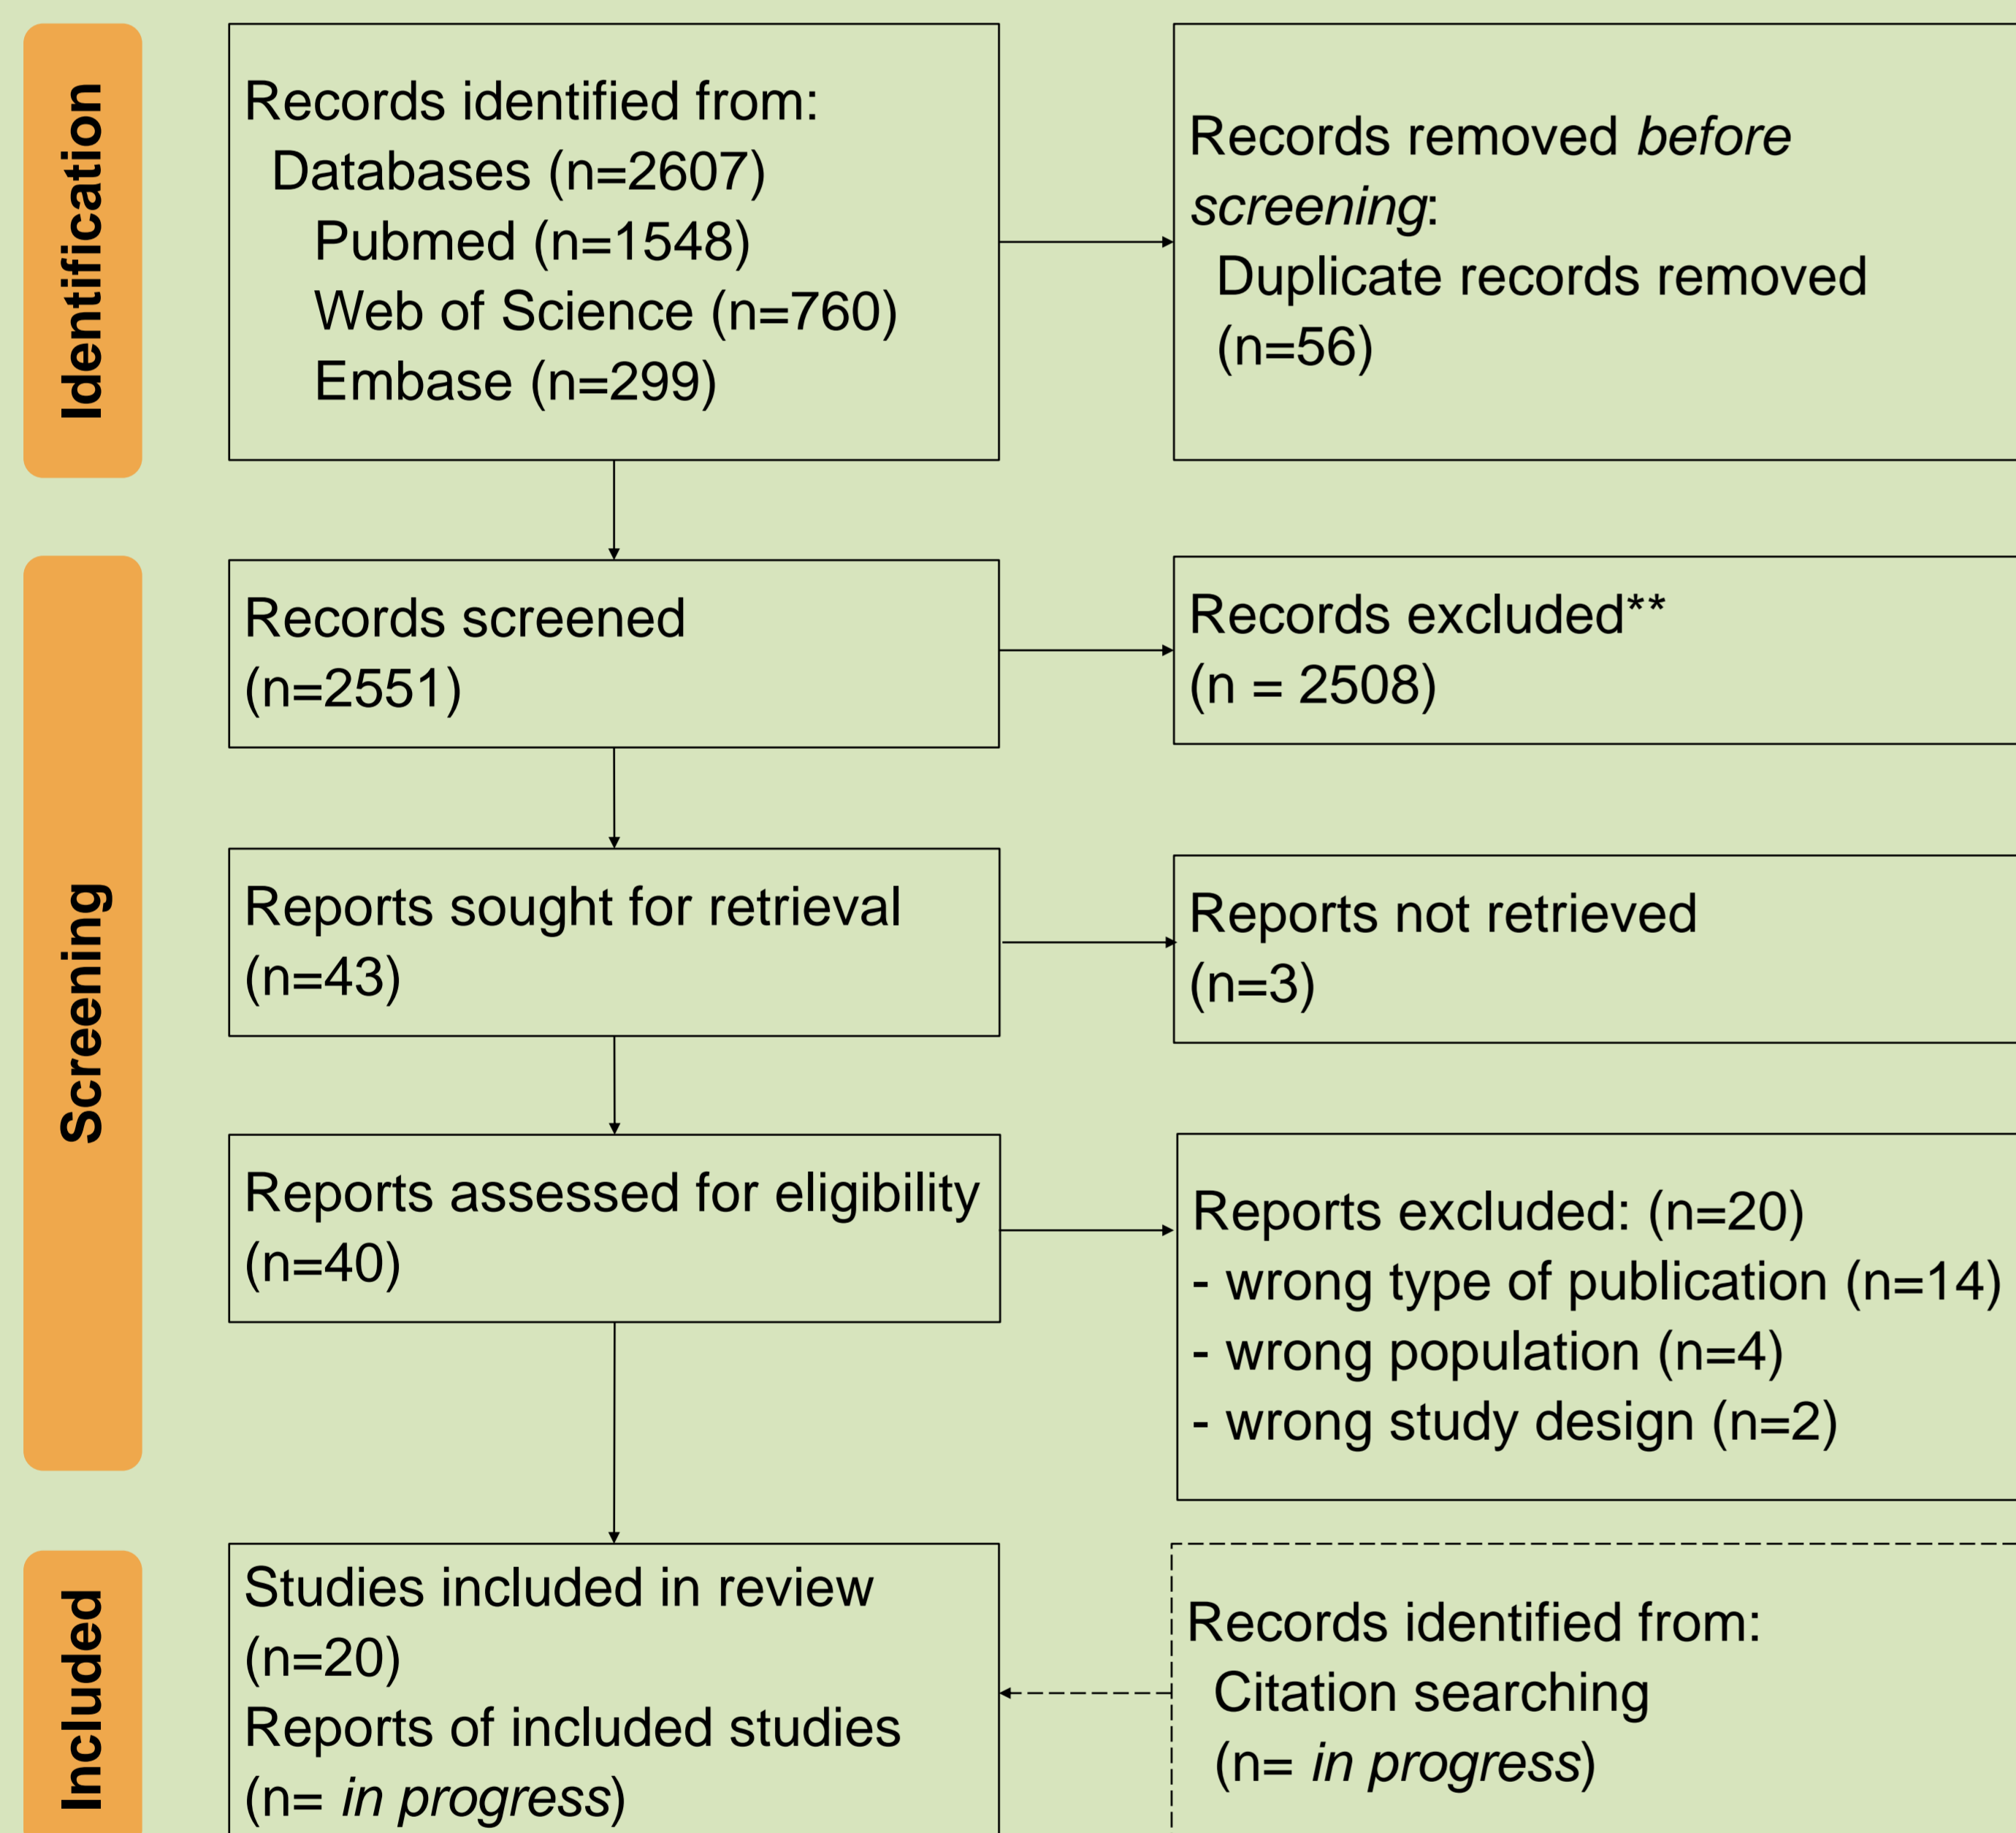 Identification
Records identified from:
Databases (n=2607)
Pubmed (n=1548)
Web of Science (n=760)
Embase (n=299)
Records removed before
screening:
Duplicate records removed
(n=56)
Screening
Records screened
(n=2551)
Records excluded**
(n = 2508)
Reports sought for retrieval
(n=43)
Reports not retrieved
(n=3)
Reports assessed for eligibility
(n=40)
Reports excluded: (n=20)
- wrong type of publication (n=14)
- wrong population (n=4)
- wrong study design (n=2)
Included
Studies included in review
(n=20)
Reports of included studies
(n= in progress)
Records identified from:
Citation searching
(n= in progress)